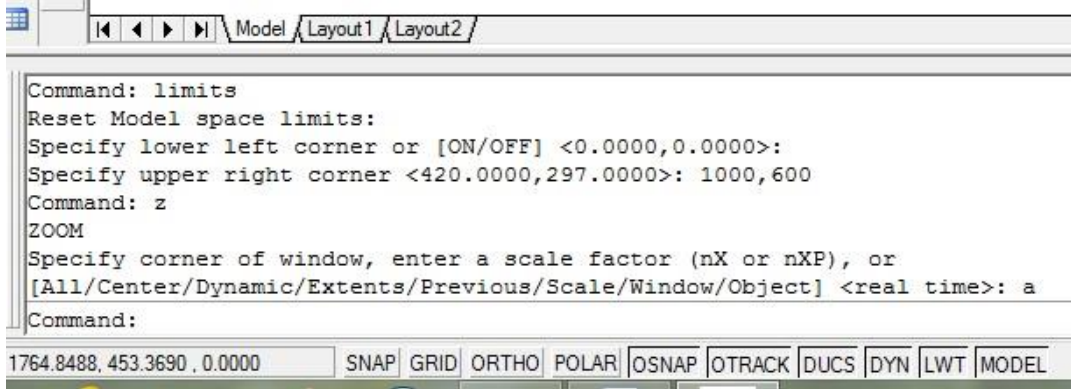 Model Layout1 Layout2
Command: limits
Reset Model space limits:
Specify lower left corner or [ON/OFF] <0.0000,0.0000>:
Specify upper right corner <420.0000,297.0000>: 1000,600
Command: z
ZOOM
Specify corner of window, enter a scale factor (nX or nXP), or
[All/Center/Dynamic/Extents/Previous/Scale/Window/Object] <real time>: a
Command:
1764.8488, 453.3690 , 0.0000 SNAP GRID ORTHO POLAR OSNAP OTRACK DUCS DYN LWT MODEL